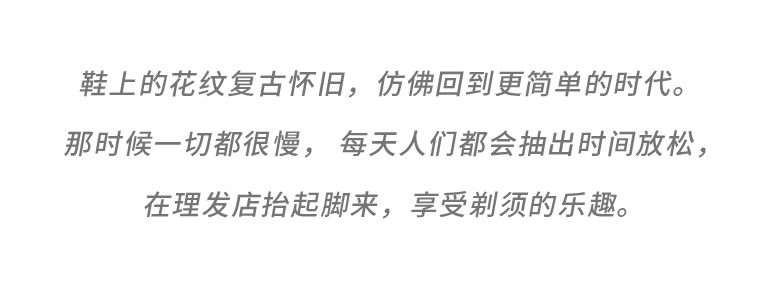 鞋上的花纹复古怀旧，仿佛回到更简单的时代。
那时候一切都很慢， 每天人们都会抽出时间放松，
在理发店抬起脚来，享受剃须的乐趣。